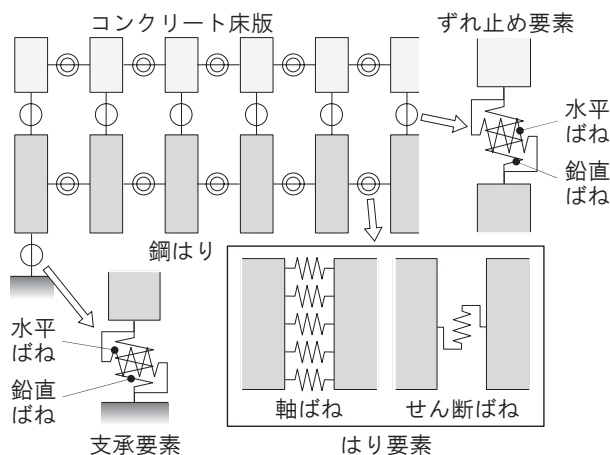 コンクリート床版
ずれ止め要素
水平
ばね
鉛直
ばね
鋼はり
水平
ばね
鉛直
ばね
支承要素
軸ばね
せん断ばね
はり要素